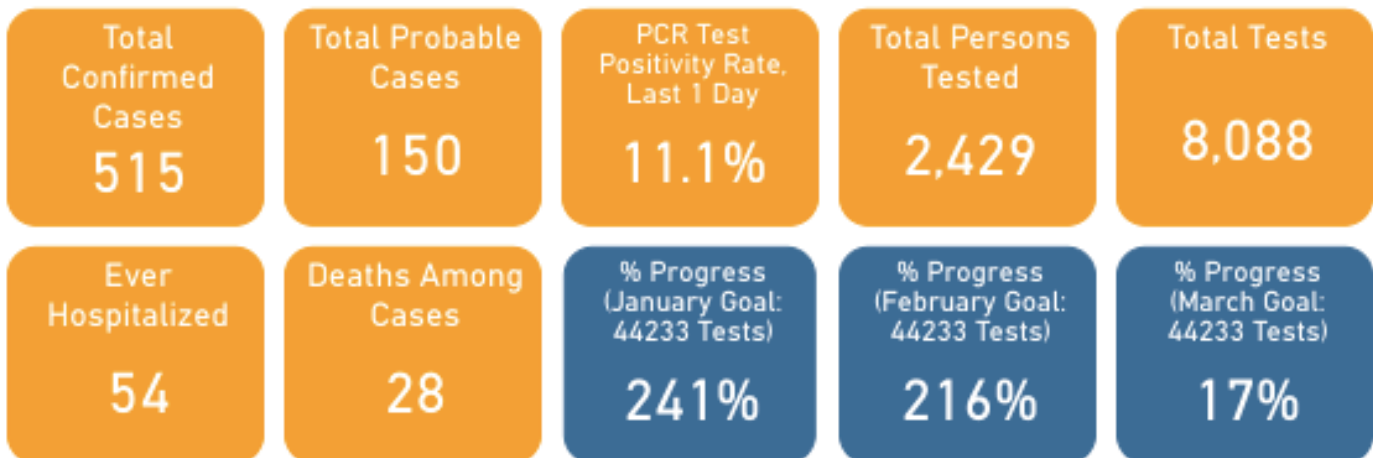 Total
Confirmed
Cases
515
Total Probable
Cases
150
PCR Test
Positivity Rate,
Last 1 Day
11.1%
Total Persons
Tested
2,429
Total Tests
8,088
Ever
Hospitalized
54
Deaths Among
Cases
28
% Progress
(January Goal:
44233 Tests)
241%
% Progress
(February Goal:
44233 Tests)
216%
% Progress
(March Goal:
44233 Tests)
17%